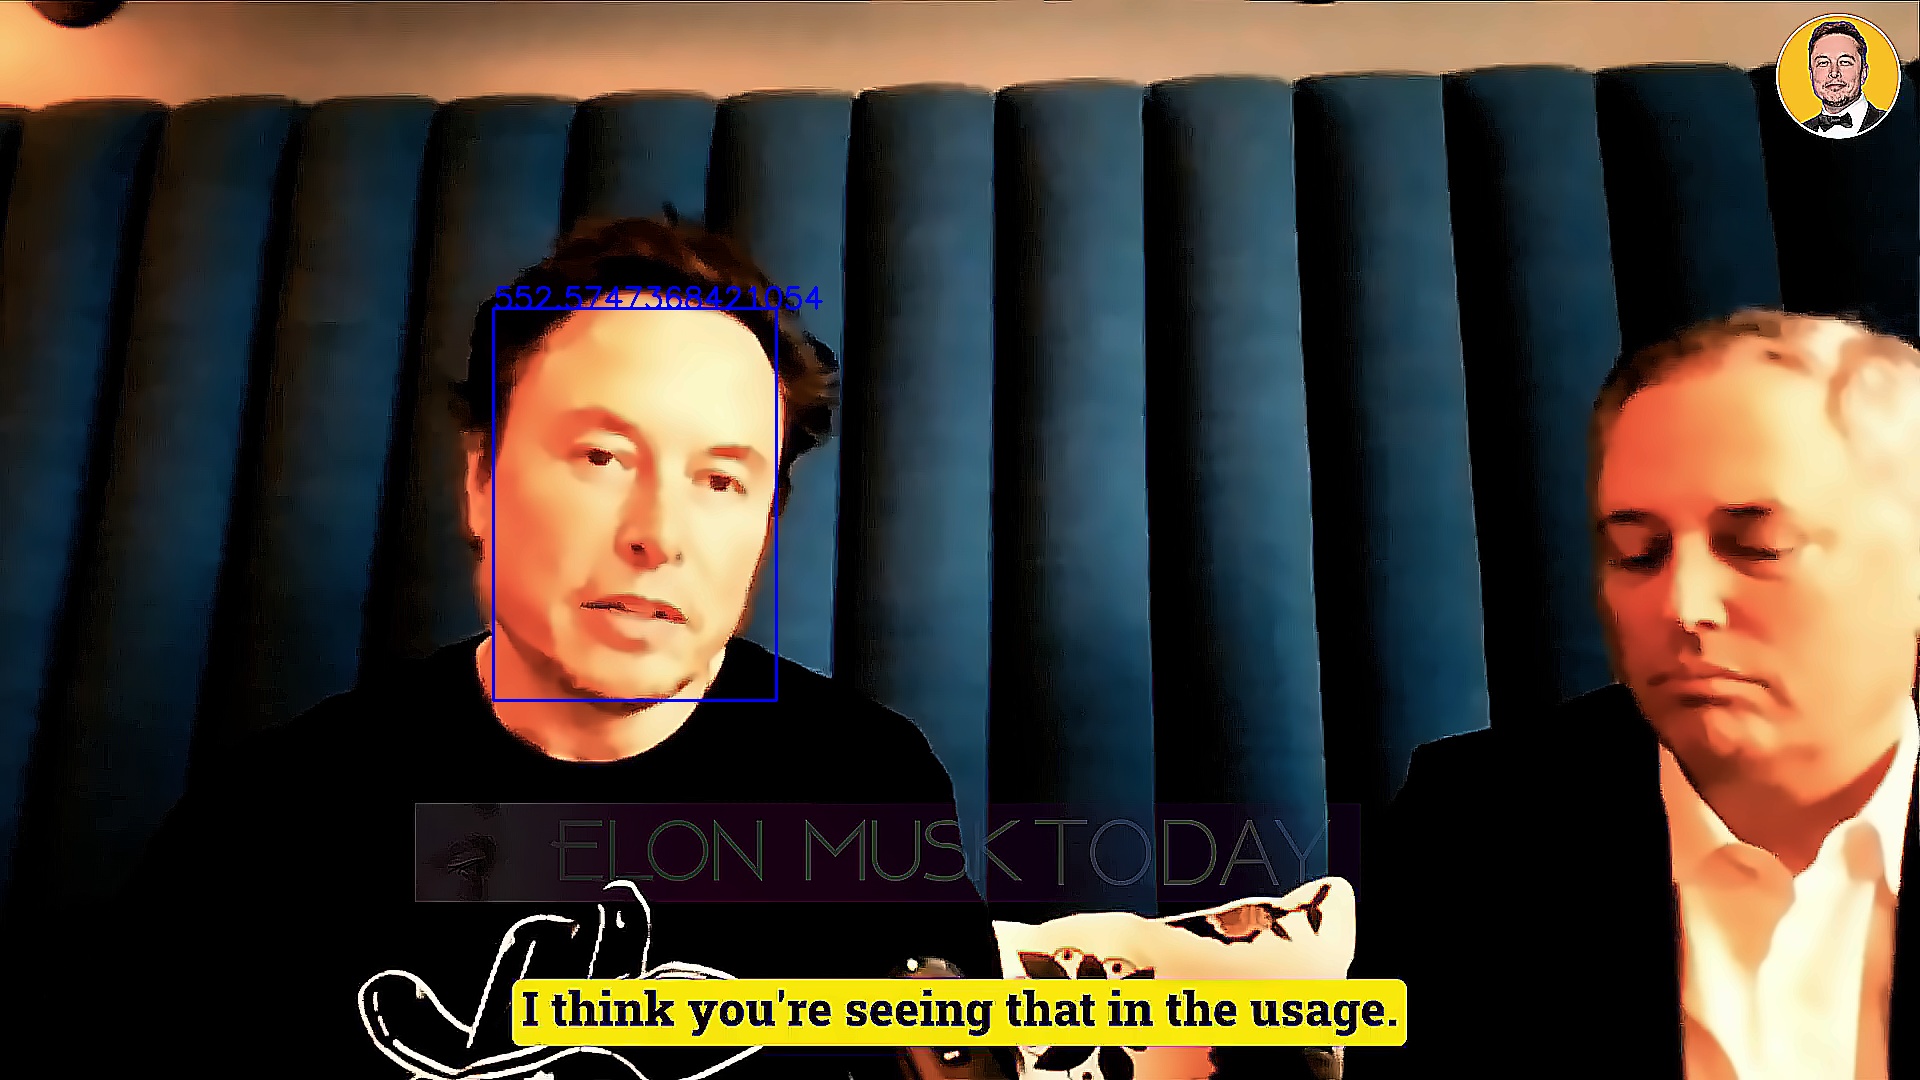 552.5747368421054
ELON MUSK TODAY
I think you're seeing that in the usage.